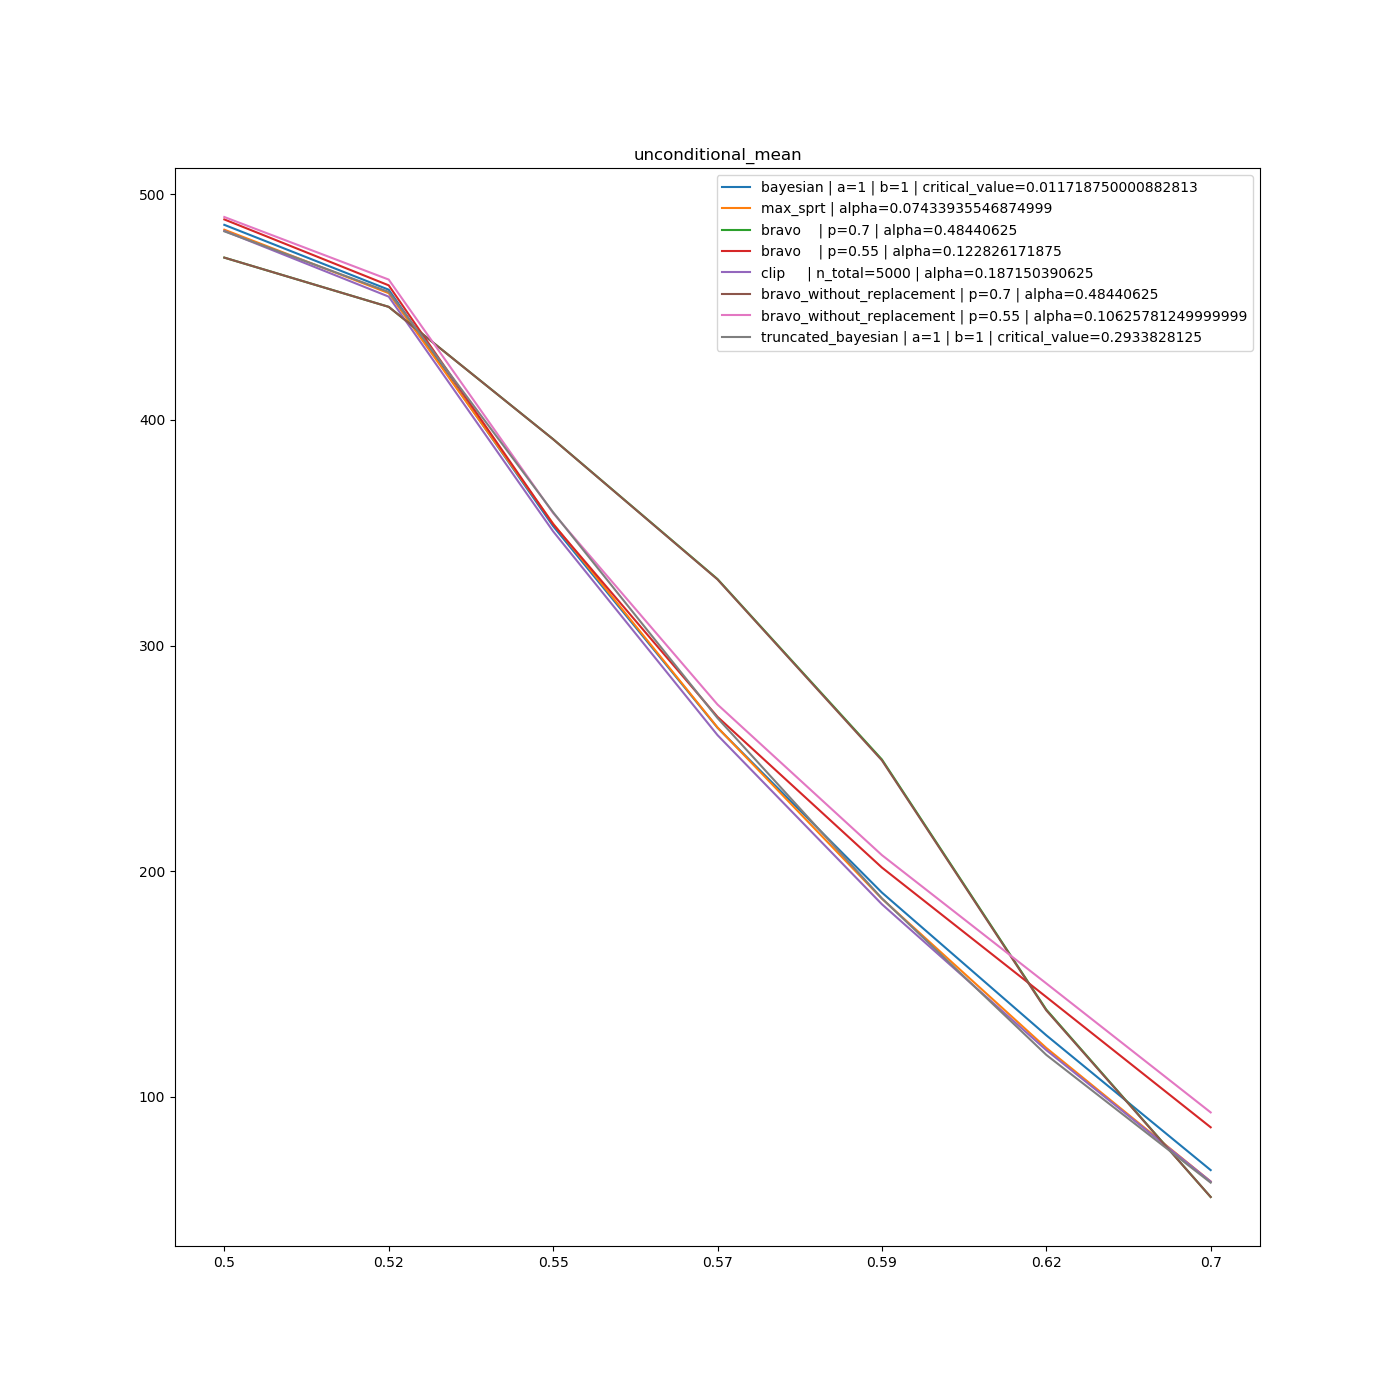 unconditional_mean
500
400
300
200
100
bayesian | a=1 | b=1 | critical_value=0.011718750000882813
max_sprt | alpha=0.07433935546874999
bravo    | p=0.7 | alpha=0.48440625
bravo    | p=0.55 | alpha=0.122826171875
clip     | n_total=5000 | alpha=0.187150390625
bravo_without_replacement | p=0.7 | alpha=0.48440625
bravo_without_replacement | p=0.55 | alpha=0.10625781249999999
truncated_bayesian | a=1 | b=1 | critical_value=0.2933828125
0.5 0.52 0.55 0.57 0.59 0.62 0.7